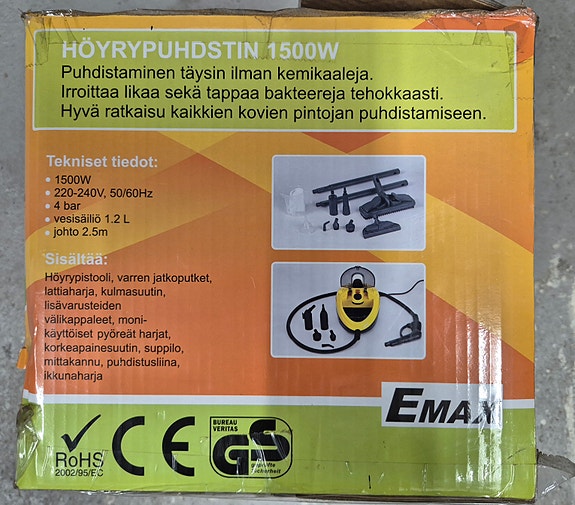 HÖYRYPUHDSTIN 1500W
Puhdistaminen täysin ilman kemikaaleja.
Irroittaa likaa sekä tappaa bakteereja tehokkaasti.
Hyvä ratkaisu kaikkien kovien pintojan puhdistamiseen.
Tekniset tiedot:
• 1500W
• 220-240V, 50/60Hz
• 4 bar
• vesisäiliö 1.2 L
• johto 2.5m
Sisältää:
Höyrypistooli, varren jatkoputket,
lattiaharja, kulmasuutin,
lisävarusteiden
välikappaleet, moni-
käyttöiset pyöreät harjat,
korkeapainesuutin, suppilo,
mittakannu, puhdistusliina,
ikkunaharja
EMAX
RoHS
2002/95/EC
CE
BUREAU
VERITAS
GS
geprüfte
Sicherheit